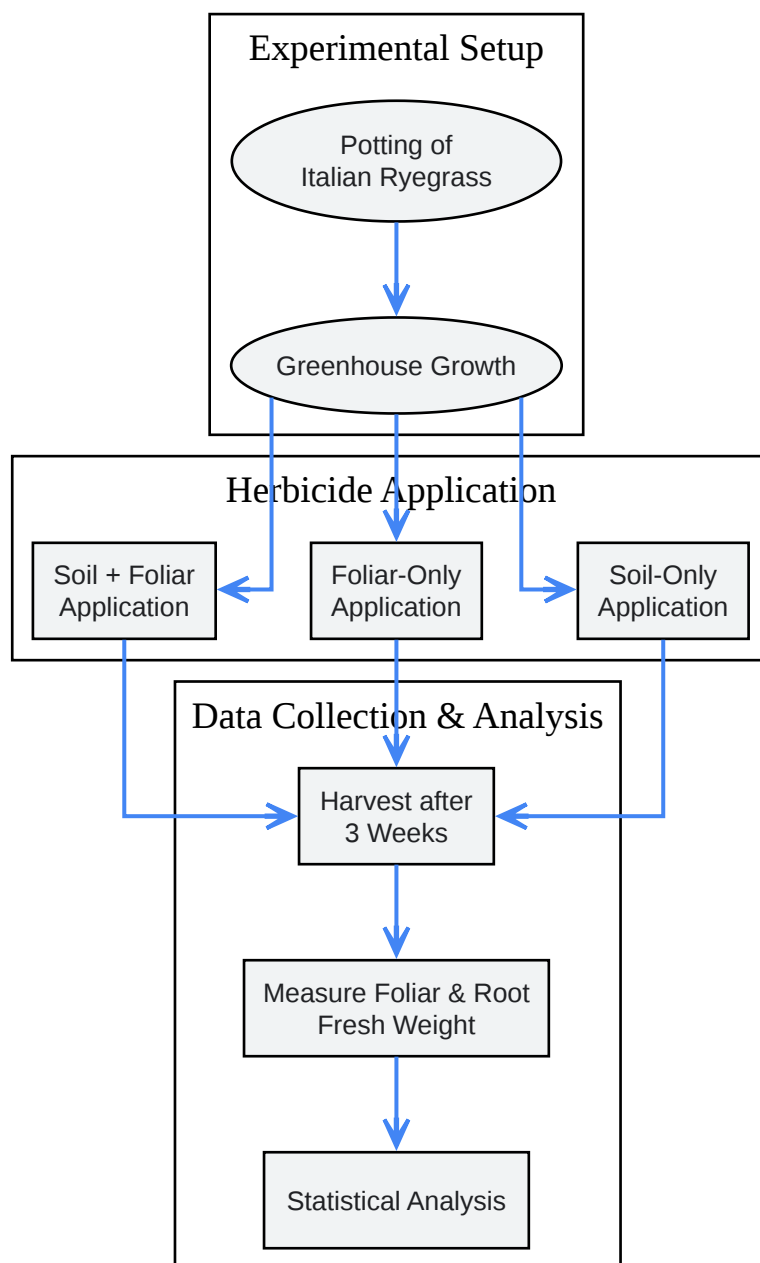 Experimental Setup
Potting of
Italian Ryegrass
Greenhouse Growth
Herbicide Application
Soil + Foliar
Application
Foliar-Only
Application
Soil-Only
Application
Data Collection & Analysis
Harvest after
3 Weeks
Measure Foliar & Root
Fresh Weight
Statistical Analysis